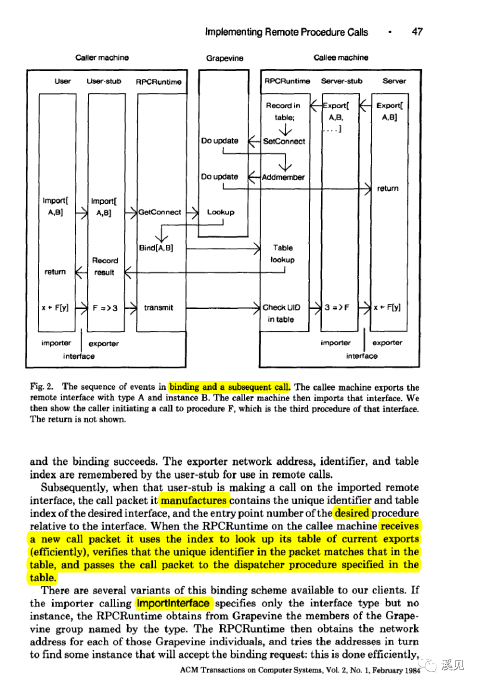 Implementing Remote Procedure Calls • 47
Caller machine Grapevine Callee machine
User User-stub RPCRuntime RPCRuntime Server-stub Server
Record in Export[ Export[
table; A,B, A,B]
. . . . ]
Do update SetConnect
Do update Addmember
return
Import[ Import[
A,B] A,B] GetConnect Lookup
Bind[A,B] Table
Record lookup
return result
x ← F[y] F => 3 transmit Check UID 3 => F x ← F[y]
in table
importer exporter importer exporter
interface interface
Fig. 2. The sequence of events in binding and a subsequent call. The callee machine exports the
remote interface with type A and instance B. The caller machine then imports that interface. We
then show the caller initiating a call to procedure F, which is the third procedure of that interface.
The return is not shown.
and the binding succeeds. The exporter network address, identifier, and table
index are remembered by the user-stub for use in remote calls.
Subsequently, when that user-stub is making a call on the imported remote
interface, the call packet it manufactures contains the unique identifier and table
index of the desired interface, and the entry point number of the desired procedure
relative to the interface. When the RPCRuntime on the callee machine receives
a new call packet it uses the index to look up its table of current exports
(efficiently), verifies that the unique identifier in the packet matches that in the
table, and passes the call packet to the dispatcher procedure specified in the
table.
There are several variants of this binding scheme available to our clients. If
the importer calling ImportInterface specifies only the interface type but no
instance, the RPCRuntime obtains from Grapevine the members of the Grape-
vine group named by the type. The RPCRuntime then obtains the network
address for each of those Grapevine individuals, and tries the addresses in turn
to find some instance that will accept the binding request: this is done efficiently,
ACM Transactions on Computer Systems, Vol. 2, No. 1, February 1984
溪见